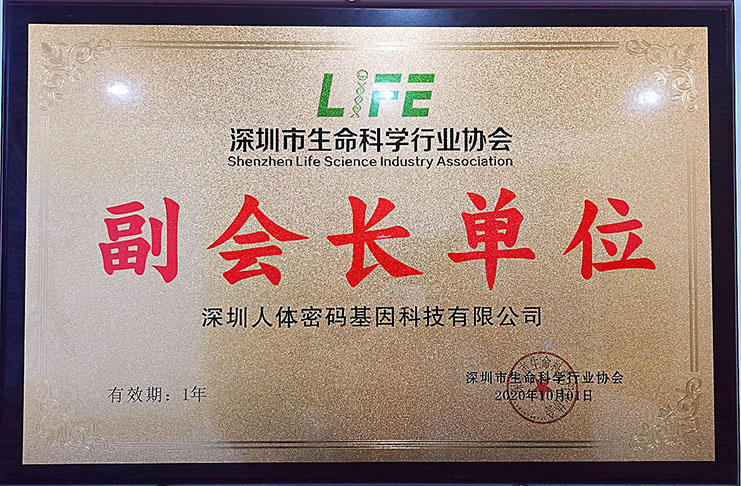 LIFE
深圳市生命科学行业协会
Shenzhen Life Science Industry Association
副会长单位
深圳人体密码基因科技有限公司
有效期：1年
深圳市生命科学行业协会
2020年10月01日